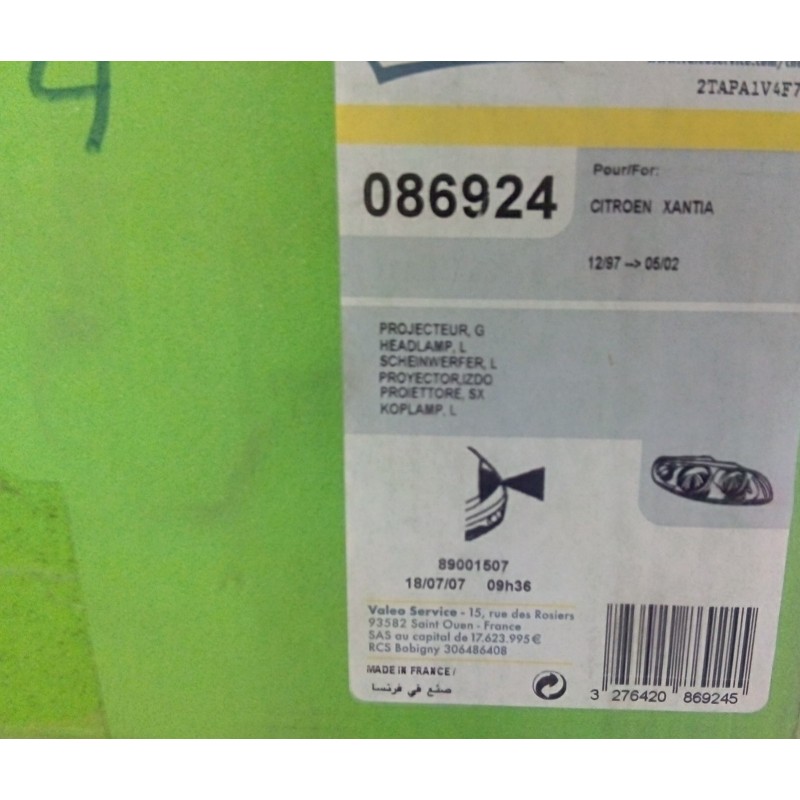 4
2TAPA1V4F7
086924
Pour/For:
CITROEN XANTIA
12/97 --> 05/02
PROJECTEUR, G
HEADLAMP, L
SCHEINWERFER, L
PROYECTOR,IZDO
PROIETTORE, SX
KOPLAMP, L
89001507
18/07/07 09h36
Valeo Service - 15, rue des Rosiers
93582 Saint Ouen - France
SAS au capital de 17.623.995 €
RCS Bobigny 306486408
MADE IN FRANCE /
صنع في فرنسا
3 276420 869245